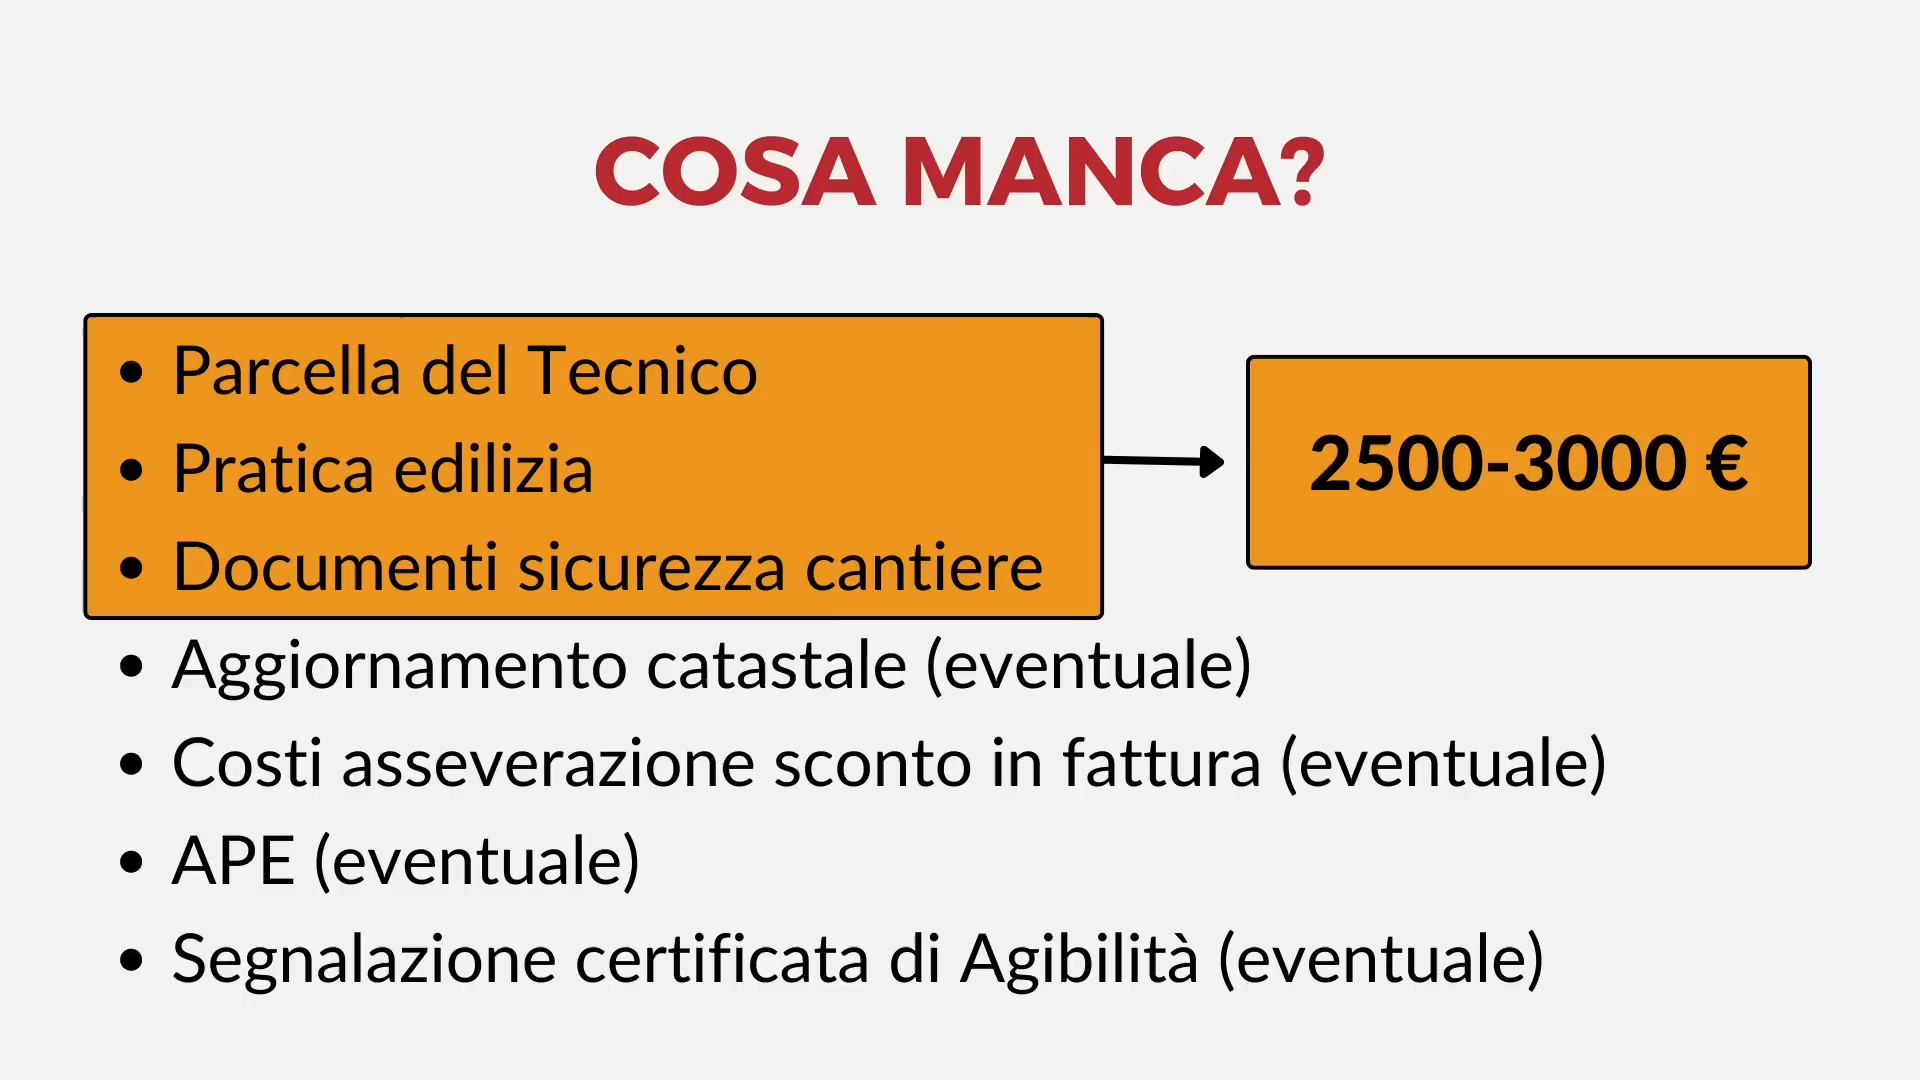 COSA MANCA?
• Parcella del Tecnico
• Pratica edilizia
• Documenti sicurezza cantiere
2500-3000 €
• Aggiornamento catastale (eventuale)
• Costi asseverazione sconto in fattura (eventuale)
• APE (eventuale)
• Segnalazione certificata di Agibilità (eventuale)